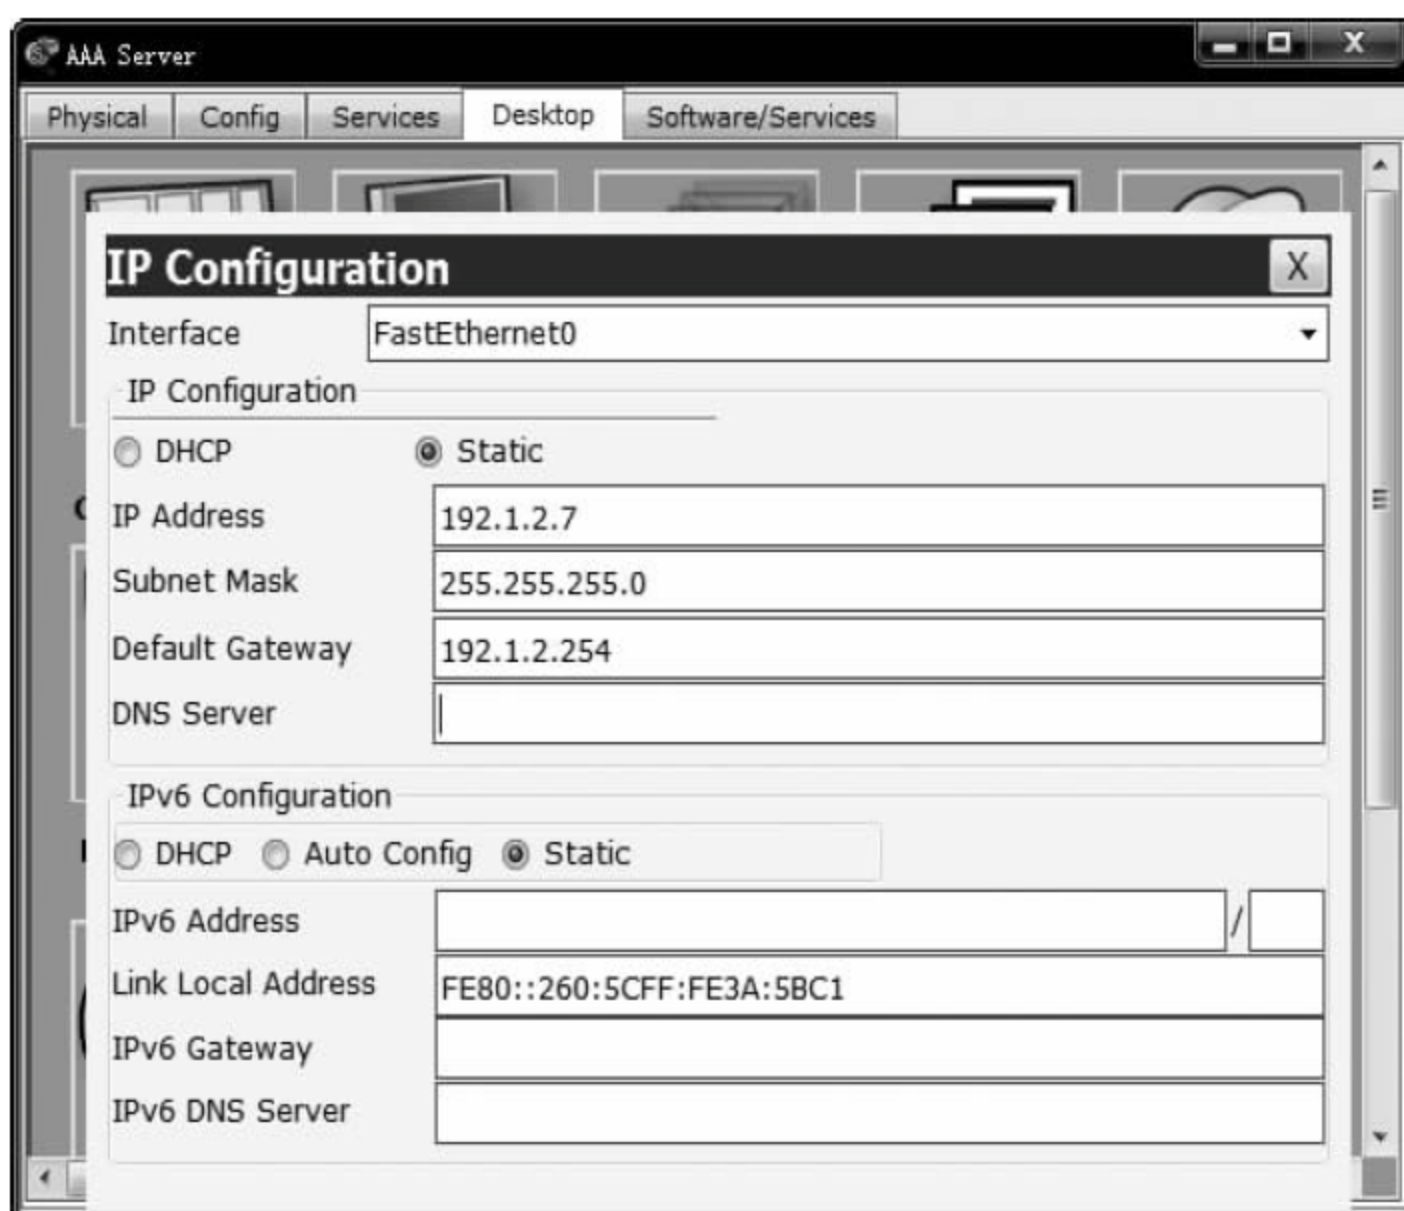 AAA Server
Physical Config Services Desktop Software/Services
IP Configuration X
Interface FastEthernet0
IP Configuration
DHCP Static
IP Address 192.1.2.7
Subnet Mask 255.255.255.0
Default Gateway 192.1.2.254
DNS Server
IPv6 Configuration
DHCP Auto Config Static
IPv6 Address /
Link Local Address FE80::260:5CFF:FE3A:5BC1
IPv6 Gateway
IPv6 DNS Server